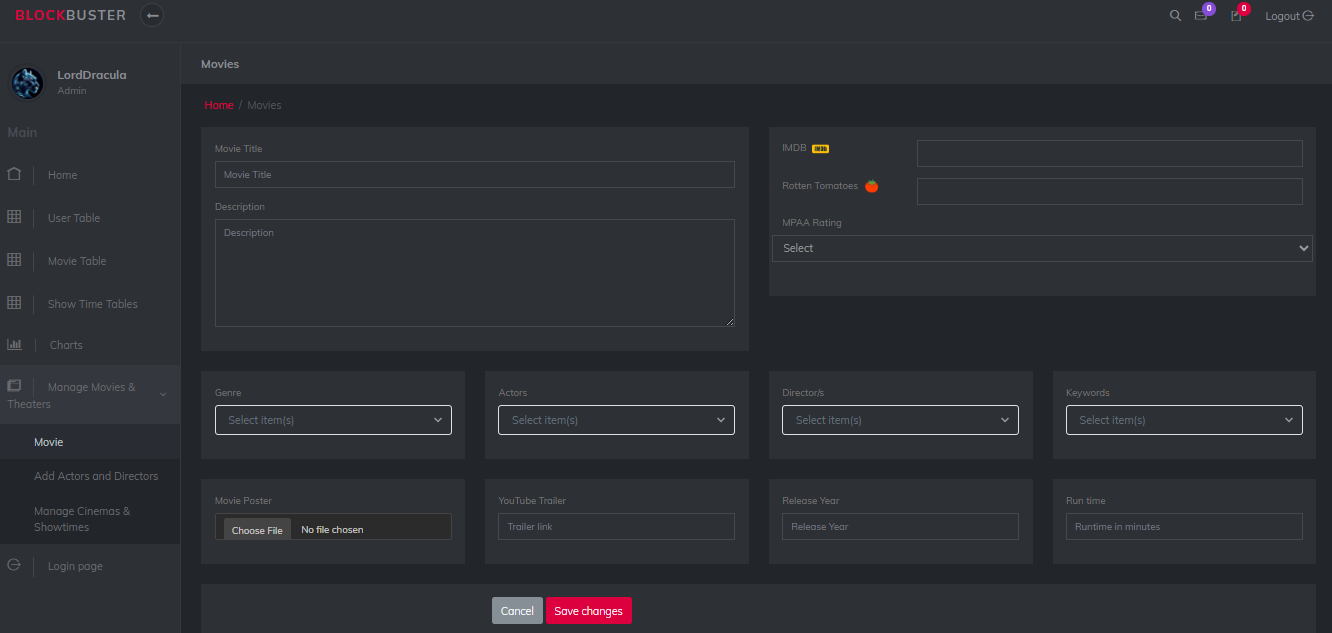 BLOCKBUSTER
0
0
Logout
LordDracula
Admin
Main
Home
User Table
Movie Table
Show Time Tables
Charts
Manage Movies &
Theaters
Movie
Add Actors and Directors
Manage Cinemas &
Showtimes
Login page
Movies
Home / Movies
Movie Title
Movie Title
Description
Description
IMDB IMDb
Rotten Tomatoes
MPAA Rating
Select
Genre
Select item(s)
Actors
Select item(s)
Director/s
Select item(s)
Keywords
Select item(s)
Movie Poster
Choose File No file chosen
YouTube Trailer
Trailer link
Release Year
Release Year
Run time
Runtime in minutes
Cancel Save changes